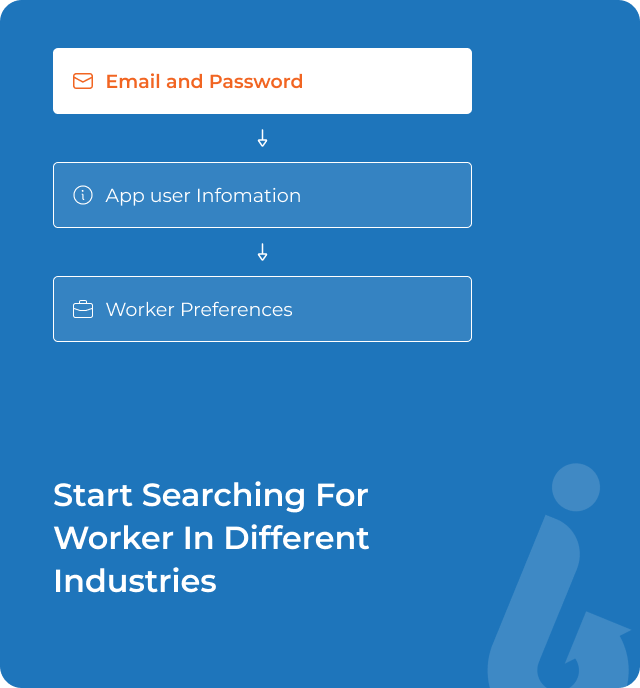 Email and Password
App user Infomation
Worker Preferences
Start Searching For
Worker In Different
Industries